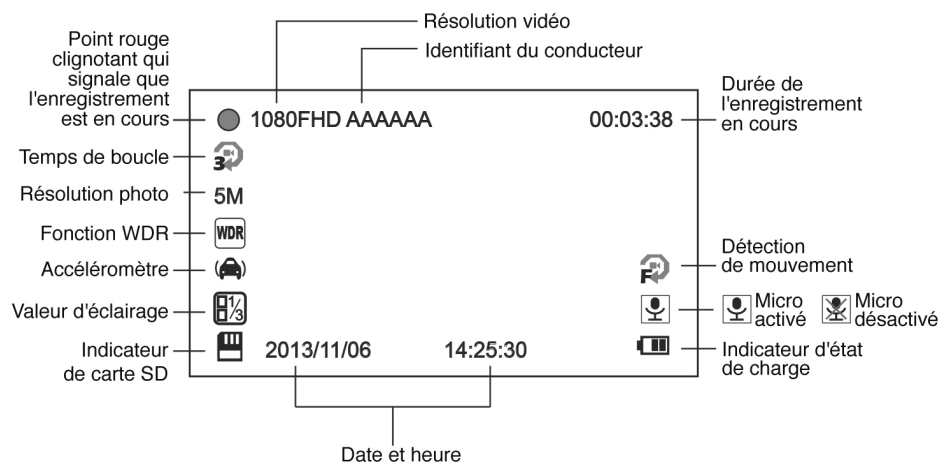 Résolution vidéo
Identifiant du conducteur
Point rouge
clignotant qui
signale que
l'enregistrement
est en cours
1080FHD AAAAAA
00:03:38
Durée de
l'enregistrement
en cours
Temps de boucle
3
Résolution photo
5M
Fonction WDR
WDR
Accéléromètre
Détection
de mouvement
F
Valeur d'éclairage
1/3
Micro
activé
Micro
désactivé
Indicateur
de carte SD
2013/11/06
14:25:30
Indicateur d'état
de charge
Date et heure